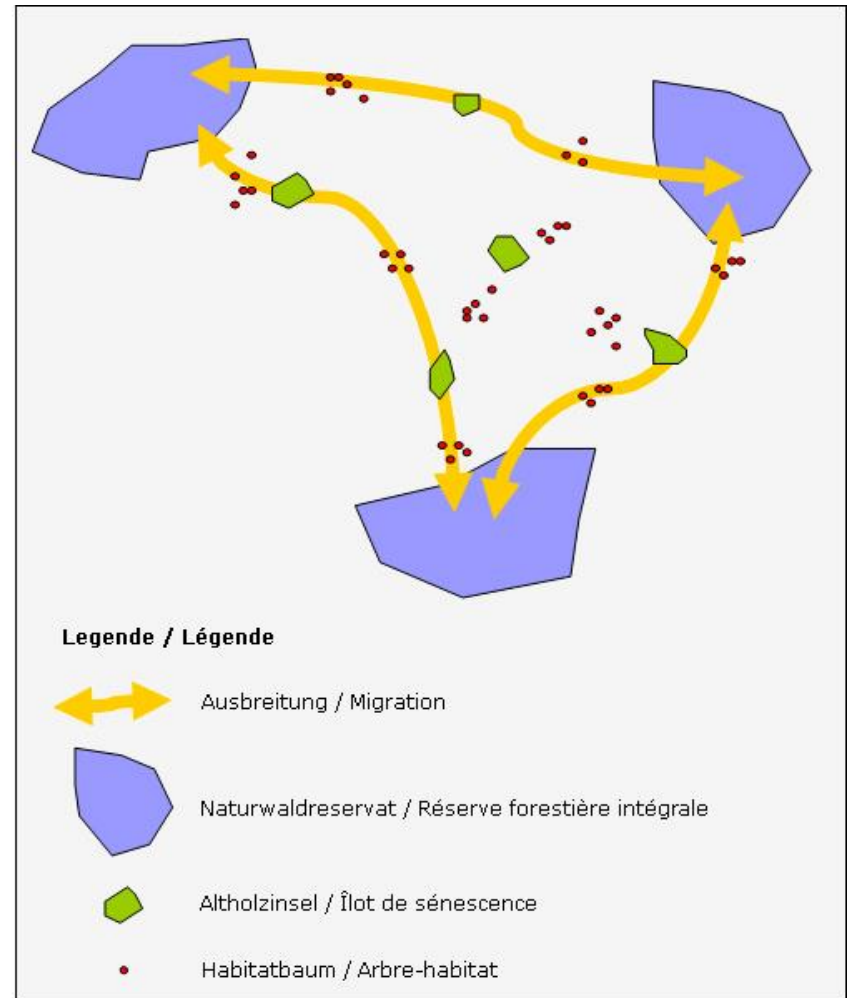 Legende / Légende
Ausbreitung / Migration
Naturwaldreservat / Réserve forestière intégrale
Altholzinsel / Îlot de sénescence
Habitatbaum / Arbre-habitat